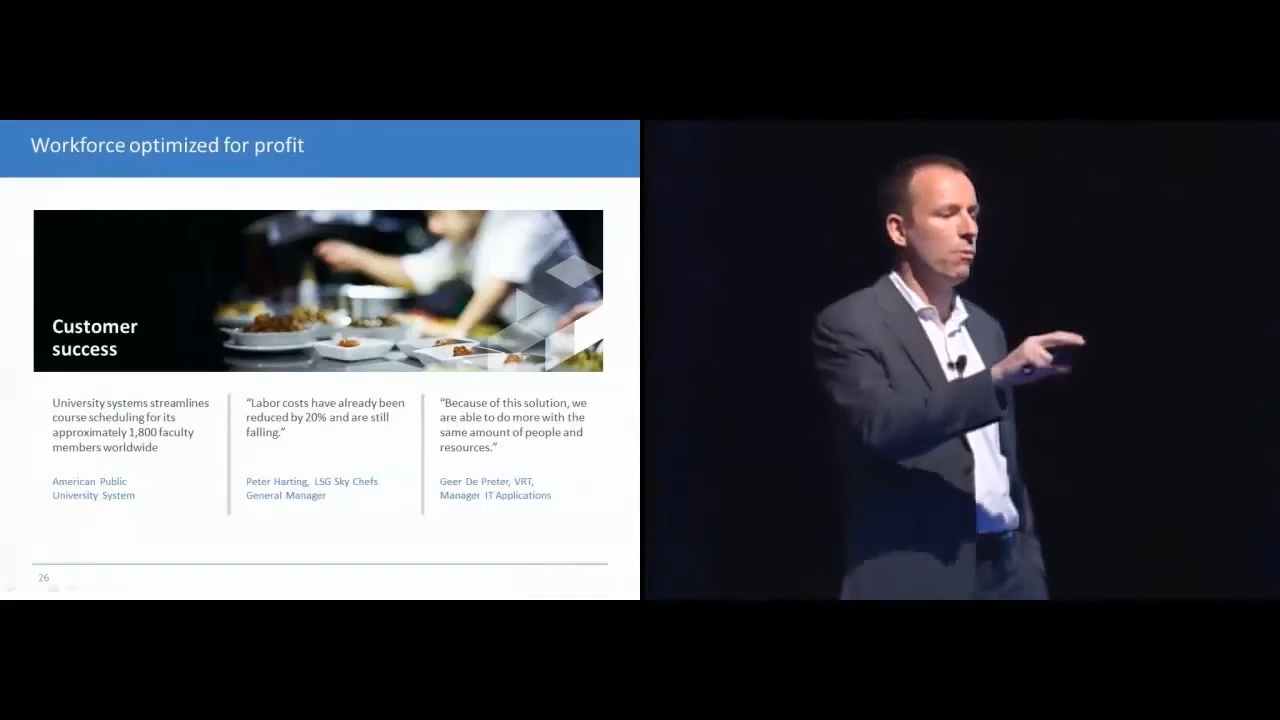 Workforce optimized for profit
Customer
success
University systems streamlines
course scheduling for its
approximately 1,800 faculty
members worldwide
American Public
University System
“Labor costs have already been
reduced by 20% and are still
falling.”
Peter Harting, LSG Sky Chefs
General Manager
“Because of this solution, we
are able to do more with the
same amount of people and
resources.”
Geer De Preter, VRT,
Manager IT Applications
26